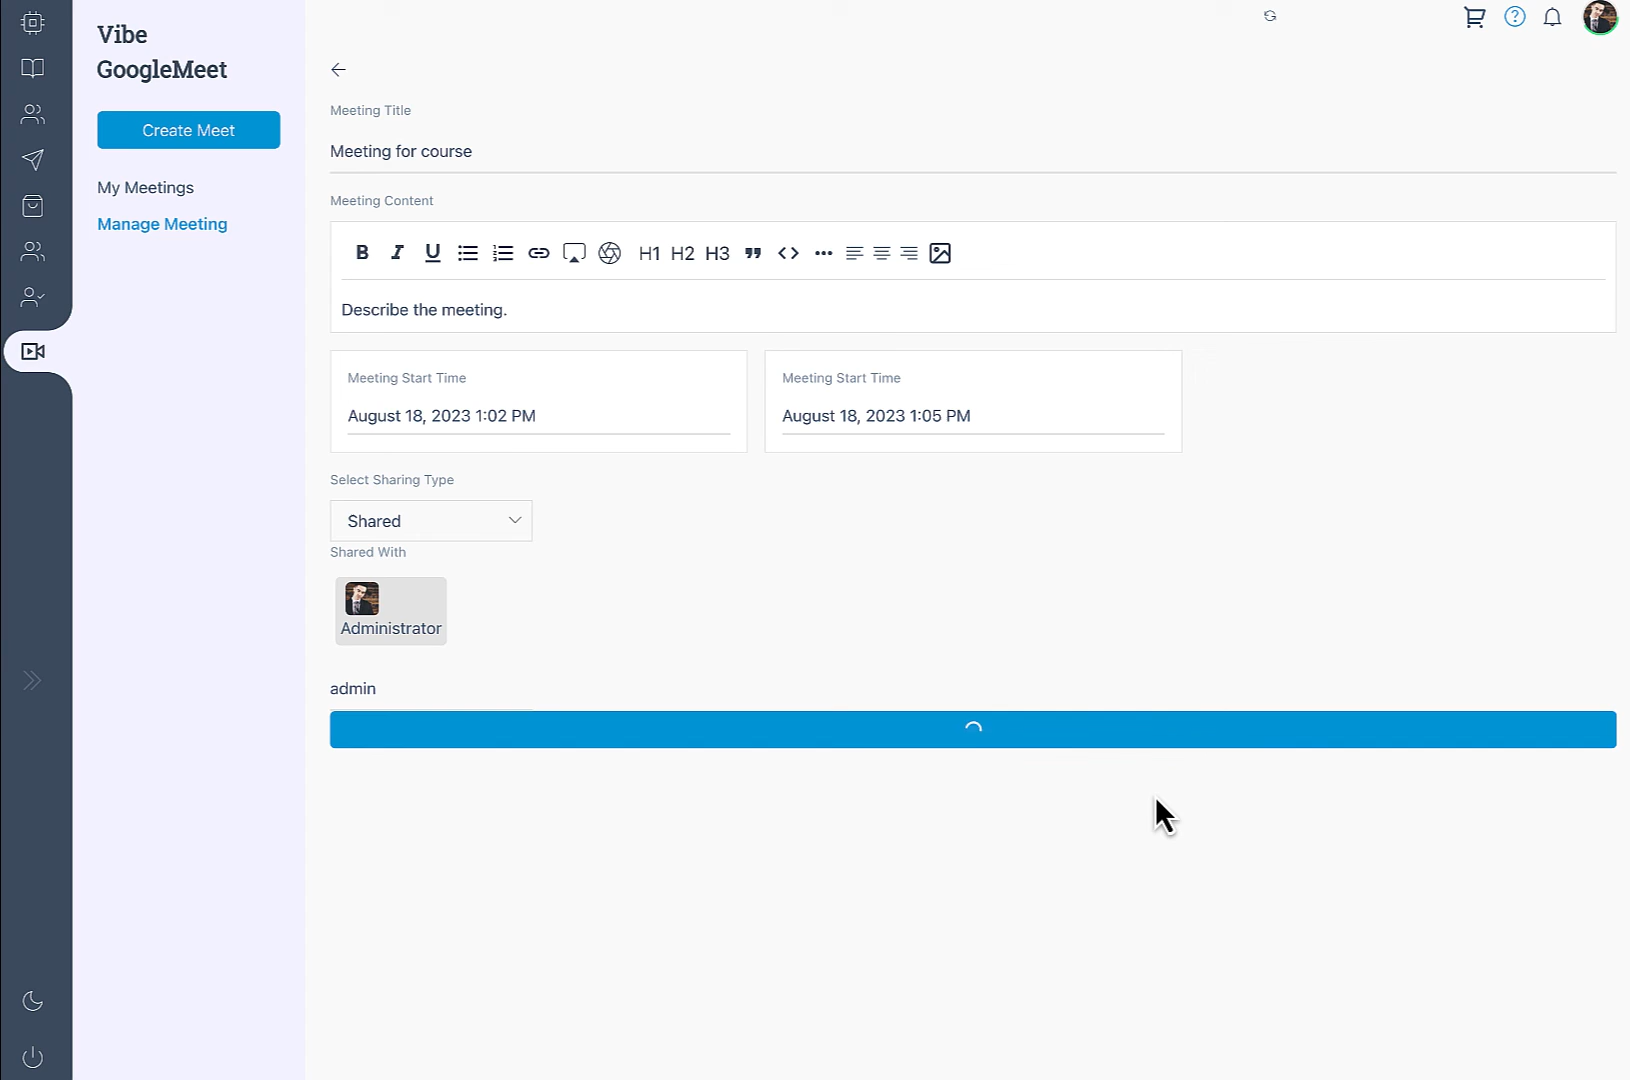 Vibe
GoogleMeet
Create Meet
My Meetings
Manage Meeting
Meeting Title
Meeting for course
Meeting Content
B I U H1 H2 H3
Describe the meeting.
Meeting Start Time
August 18, 2023 1:02 PM
Meeting Start Time
August 18, 2023 1:05 PM
Select Sharing Type
Shared
Shared With
Administrator
admin